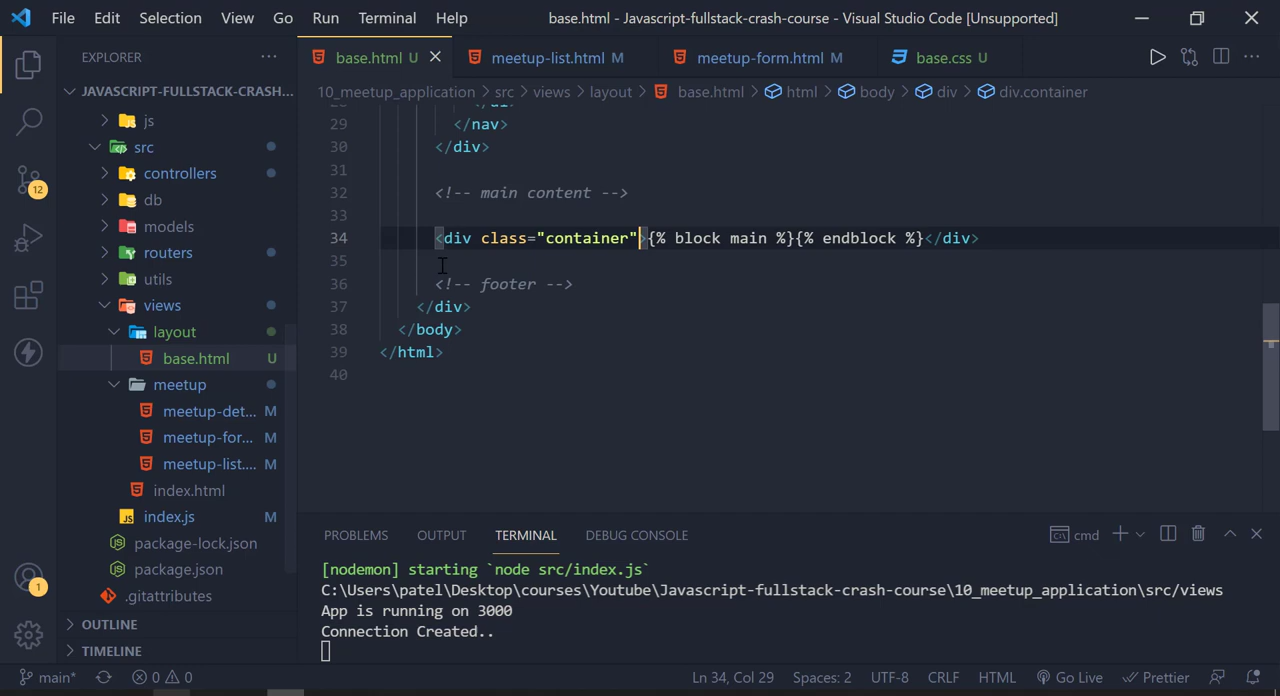 File Edit Selection View Go Run Terminal Help
base.html - Javascript-fullstack-crash-course - Visual Studio Code [Unsupported]
EXPLORER
base.html U
meetup-list.html M
meetup-form.html M
base.css U
JAVASCRIPT-FULLSTACK-CRASH...
10_meetup_application > src > views > layout > base.html > html > body > div > div.container
js
src
controllers
db
models
routers
utils
views
layout
base.html U
meetup
meetup-det... M
meetup-for... M
meetup-list.... M
index.html
index.js M
package-lock.json
package.json
.gitattributes
OUTLINE
TIMELINE
12
1
29 </nav>
30 </div>
31
32 <!-- main content -->
33
34 <div class="container">{% block main %}{% endblock %}</div>
35
36 <!-- footer -->
37 </div>
38 </body>
39 </html>
40
PROBLEMS OUTPUT TERMINAL DEBUG CONSOLE
cmd
[nodemon] starting `node src/index.js`
C:\Users\patel\Desktop\courses\Youtube\Javascript-fullstack-crash-course\10_meetup_application\src/views
App is running on 3000
Connection Created..
main* 0 0 Ln 34, Col 29 Spaces: 2 UTF-8 CRLF HTML Go Live Prettier